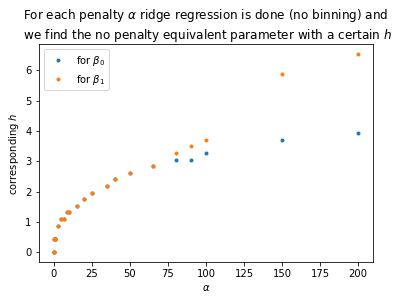 For each penalty α ridge regression is done (no binning) and
we find the no penalty equivalent parameter with a certain h
for β₀
for β₁
corresponding h
6
5
4
3
2
1
0
0 25 50 75 100 125 150 175 200
α